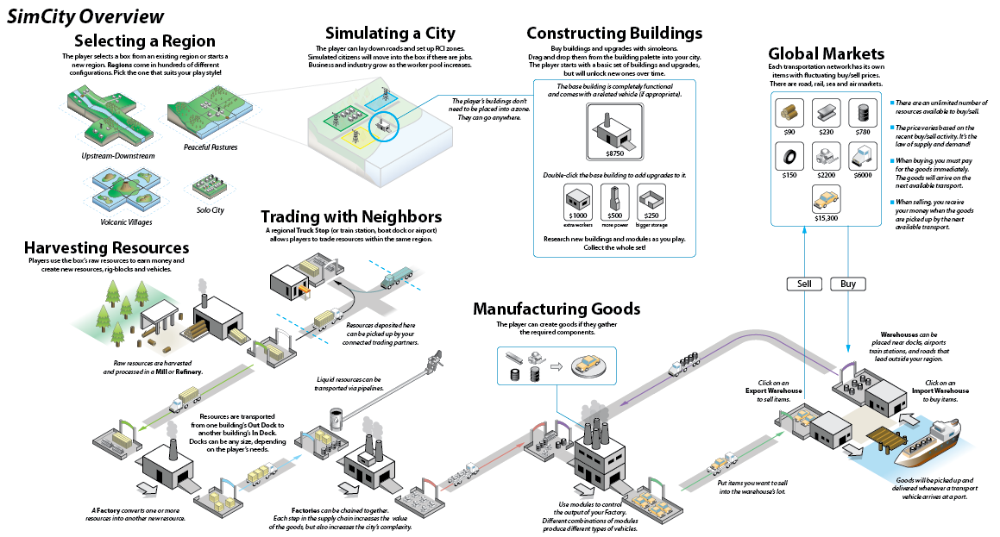 SimCity Overview
Selecting a Region
The player selects a box from an existing region or starts a
new region. Regions come in hundreds of different
configurations. Pick the one that suits your play style!
Upstream-Downstream
Peaceful Pastures
Volcanic Villages
Solo City
Simulating a City
The player can lay down roads and set up RCI zones.
Simulated citizens will move into the box if there are jobs.
Business and industry grow as the worker pool increases.
The player's buildings don't
need to be placed into a zone.
They can go anywhere.
Constructing Buildings
Buy buildings and upgrades with simoleons.
Drag and drop them from the building palette into your city.
The player starts with a basic set of buildings and upgrades,
but will unlock new ones over time.
The base building is completely functional
and comes with a related vehicle (if appropriate).
$8750
Double-click the base building to add upgrades to it.
$1000
$500
$250
extra workers
more power
bigger storage
Research new buildings and modules as you play.
Collect the whole set!
Global Markets
Each transportation network has its own
items with fluctuating buy/sell prices.
There are road, rail, sea and air markets.
$90
$230
$780
$150
$2200
$6000
$15,300
There are an unlimited number of
resources available to buy/sell.
The price varies based on the
recent buy/sell activity. It's the
law of supply and demand!
When buying, you must pay
for the goods immediately.
The goods will arrive on the
next available transport.
When selling, you receive
your money when the goods
are picked up by the next
available transport.
Sell
Buy
Trading with Neighbors
A regional Truck Stop (or train station, boat dock or airport)
allows players to trade resources within the same region.
Resources deposited here
can be picked up by your
connected trading partners.
Harvesting Resources
Players use the box's raw resources to earn money and
create new resources, rig-blocks and vehicles.
Raw resources are harvested
and processed in a Mill or Refinery.
Liquid resources can be
transported via pipelines.
Resources are transported
from one building's Out Dock to
another building's In Dock.
Docks can be any size, depending
on the player's needs.
A Factory converts one or more
resources into another new resource.
Factories can be chained together.
Each step in the supply chain increases the value
of the goods, but also increases the city's complexity.
Manufacturing Goods
The player can create goods if they gather
the required components.
Use modules to control
the output of your Factory.
Different combinations of modules
produce different types of vehicles.
Put items you want to sell
into the warehouse's lot.
Click on an
Export Warehouse
to sell items.
Warehouses can be
placed near docks, airports
train stations, and roads that
lead outside your region.
Click on an
Import Warehouse
to buy items.
Goods will be picked up and
delivered whenever a transport
vehicle arrives at a port.